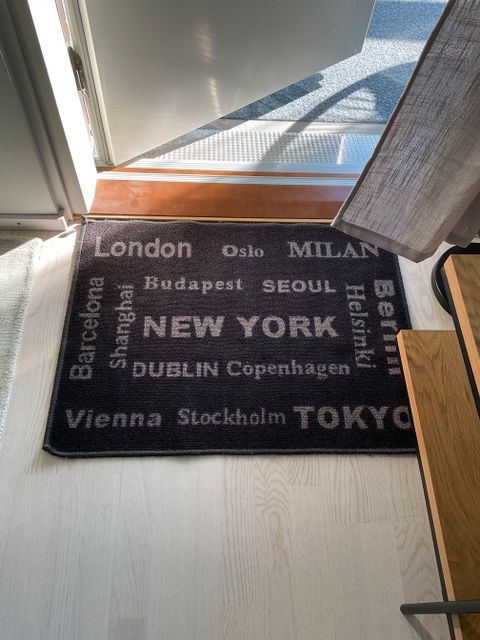 London Oslo MILAN
Budapest SEOUL
Barcelona
Shanghai
NEW YORK
Helsinki
Berlin
DUBLIN Copenhagen
Vienna Stockholm TOKYO